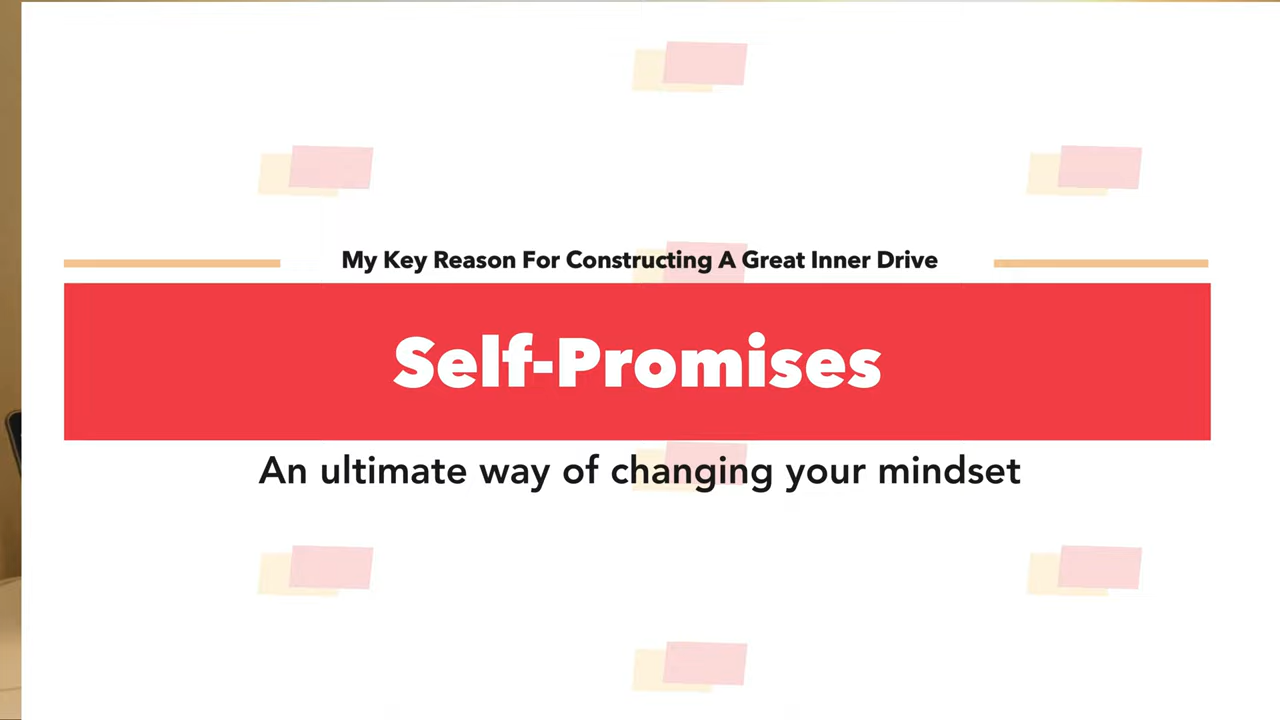 My Key Reason For Constructing A Great Inner Drive
Self-Promises
An ultimate way of changing your mindset